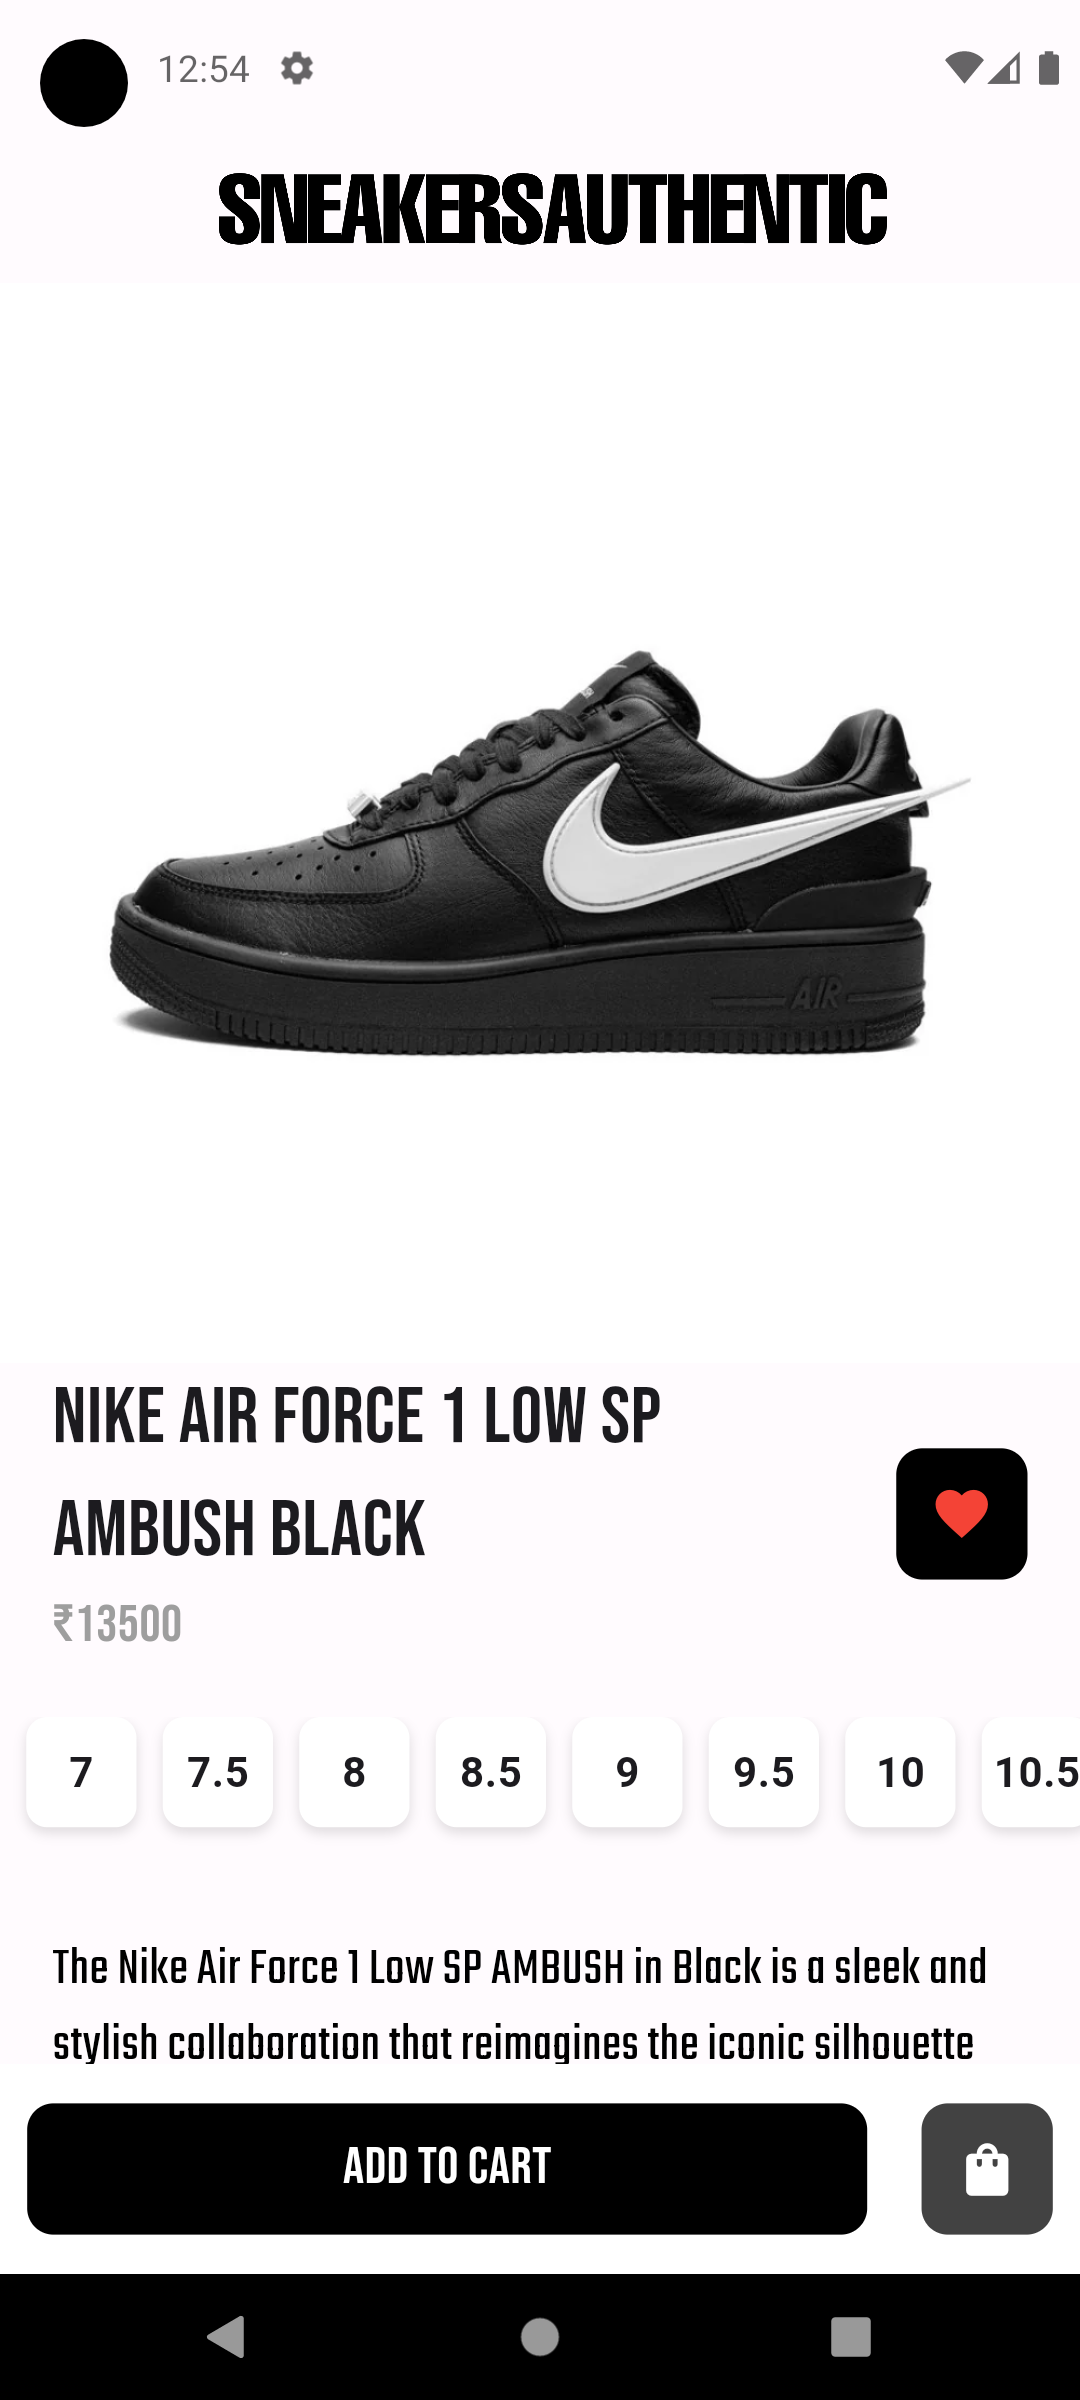 12:54
SNEAKERSAUTHENTIC
AIR
NIKE AIR FORCE 1 LOW SP
AMBUSH BLACK
₹13500
7 7.5 8 8.5 9 9.5 10 10.5
The Nike Air Force 1 Low SP AMBUSH in Black is a sleek and
stylish collaboration that reimagines the iconic silhouette
ADD TO CART